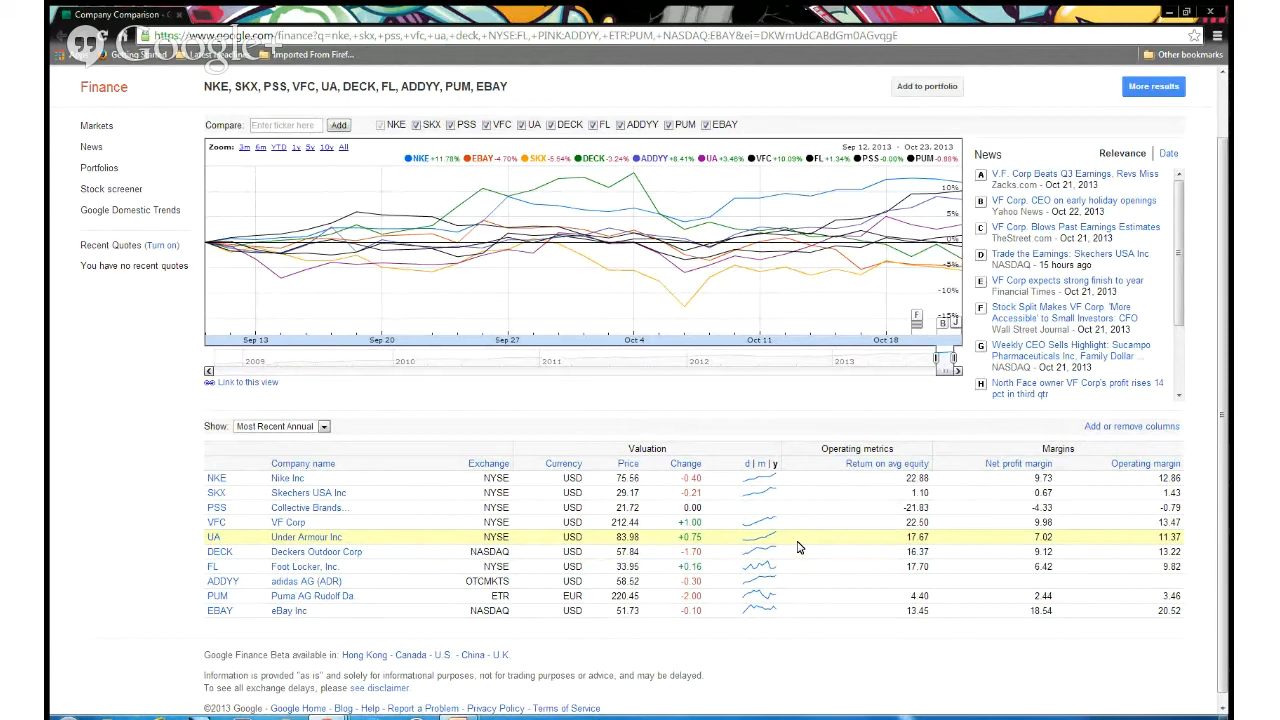 Company Comparison -
Google+
https://www.google.com/finance?q=nke,+skx,+pss,+vfc,+ua,+deck,+NYSE:FL,+PINK:ADDYY,+ETR:PUM,+NASDAQ:EBAY&ei=DKWmUdCABdGm0AGvvqgE
Getting Started
Latest Headlines
Imported From Firef...
Other bookmarks
Finance
NKE, SKX, PSS, VFC, UA, DECK, FL, ADDYY, PUM, EBAY
Add to portfolio
More results
Markets
News
Portfolios
Stock screener
Google Domestic Trends
Recent Quotes (Turn on)
You have no recent quotes
Compare: Enter ticker here Add NKE SKX PSS VFC UA DECK FL ADDYY PUM EBAY
Zoom: 3m 6m YTD 1y 5y 10y All
Sep 12, 2013 - Oct 23, 2013
NKE +11.78% EBAY -4.70% SKX -5.54% DECK -3.24% ADDYY +8.41% UA +3.46% VFC +10.09% FL +1.34% PSS -0.00% PUM -0.88%
10%
5%
0%
-5%
-10%
-15%
F
B J
Sep 13 Sep 20 Sep 27 Oct 4 Oct 11 Oct 18
2009 2010 2011 2012 2013
Link to this view
News Relevance Date
A V.F. Corp Beats Q3 Earnings, Revs Miss
Zacks.com - Oct 21, 2013
B VF Corp. CEO on early holiday openings
Yahoo News - Oct 22, 2013
C VF Corp. Blows Past Earnings Estimates
TheStreet.com - Oct 21, 2013
D Trade the Earnings: Skechers USA Inc
NASDAQ - 15 hours ago
E VF Corp expects strong finish to year
Financial Times - Oct 21, 2013
F Stock Split Makes VF Corp. 'More
Accessible' to Small Investors: CFO
Wall Street Journal - Oct 21, 2013
G Weekly CEO Sells Highlight: Sucampo
Pharmaceuticals Inc, Family Dollar ...
NASDAQ - Oct 21, 2013
H North Face owner VF Corp's profit rises 14
pct in third qtr
Show: Most Recent Annual
Add or remove columns
Valuation Operating metrics Margins
Company name Exchange Currency Price Change d | m | y Return on avg equity Net profit margin Operating margin
NKE Nike Inc NYSE USD 75.56 -0.40 22.88 9.73 12.86
SKX Skechers USA Inc NYSE USD 29.17 -0.21 1.10 0.67 1.43
PSS Collective Brands... NYSE USD 21.72 0.00 -21.83 -4.33 -0.79
VFC VF Corp NYSE USD 212.44 +1.00 22.50 9.98 13.47
UA Under Armour Inc NYSE USD 83.98 +0.75 17.67 7.02 11.37
DECK Deckers Outdoor Corp NASDAQ USD 57.84 -1.70 16.37 9.12 13.22
FL Foot Locker, Inc. NYSE USD 33.95 +0.16 17.70 6.42 9.82
ADDYY adidas AG (ADR) OTCMKTS USD 58.52 -0.30
PUM Puma AG Rudolf Da ETR EUR 220.45 -2.00 4.40 2.44 3.46
EBAY eBay Inc NASDAQ USD 51.73 -0.10 13.45 18.54 20.52
Google Finance Beta available in: Hong Kong - Canada - U.S. - China - U.K.
Information is provided "as is" and solely for informational purposes, not for trading purposes or advice, and may be delayed.
To see all exchange delays, please see disclaimer.
©2013 Google - Google Home - Blog - Help - Report a Problem - Privacy Policy - Terms of Service